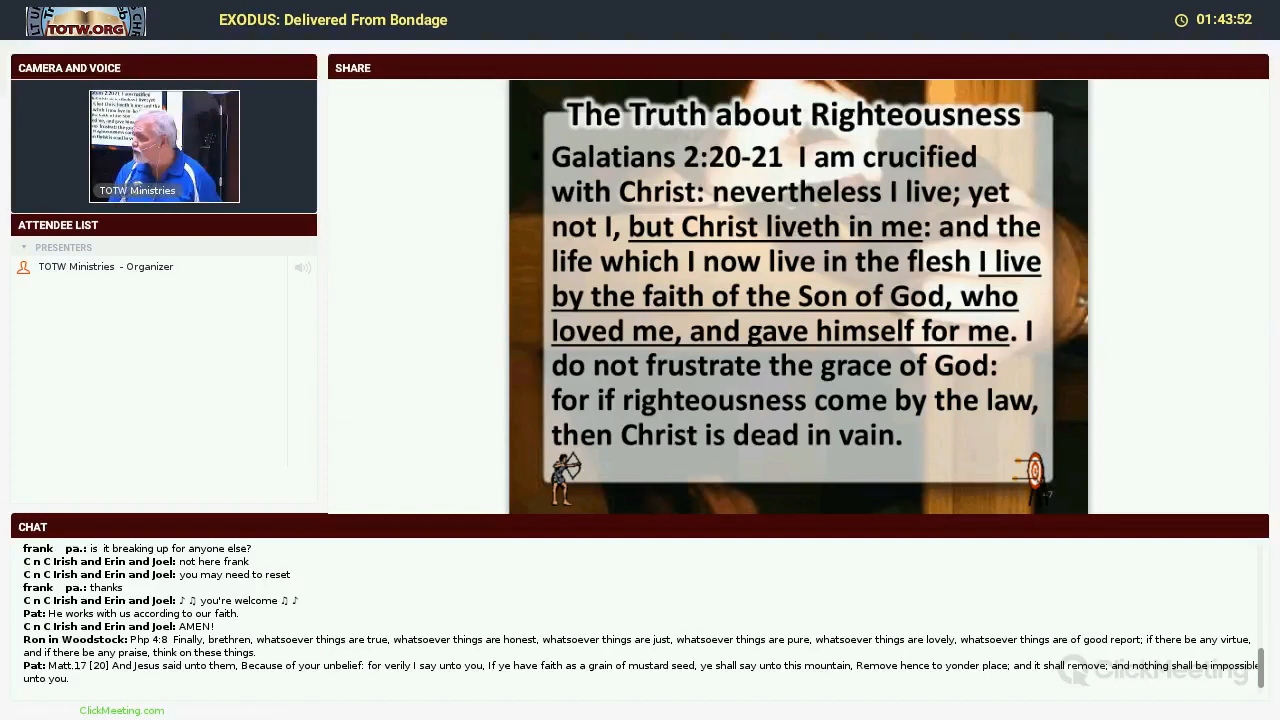 TOTW.ORG
EXODUS: Delivered From Bondage
01:43:52
CAMERA AND VOICE
TOTW Ministries
ATTENDEE LIST
PRESENTERS
TOTW Ministries - Organizer
SHARE
The Truth about Righteousness
Galatians 2:20-21 I am crucified
with Christ: nevertheless I live; yet
not I, but Christ liveth in me: and the
life which I now live in the flesh I live
by the faith of the Son of God, who
loved me, and gave himself for me. I
do not frustrate the grace of God:
for if righteousness come by the law,
then Christ is dead in vain.
CHAT
frank pa.: is it breaking up for anyone else?
C n C Irish and Erin and Joel: not here frank
C n C Irish and Erin and Joel: you may need to reset
frank pa.: thanks
C n C Irish and Erin and Joel: ♪ ♫ you're welcome ♫ ♪
Pat: He works with us according to our faith.
C n C Irish and Erin and Joel: AMEN!
Ron in Woodstock: Php 4:8 Finally, brethren, whatsoever things are true, whatsoever things are honest, whatsoever things are just, whatsoever things are pure, whatsoever things are lovely, whatsoever things are of good report; if there be any virtue,
and if there be any praise, think on these things.
Pat: Matt.17 [20] And Jesus said unto them, Because of your unbelief: for verily I say unto you, If ye have faith as a grain of mustard seed, ye shall say unto this mountain, Remove hence to yonder place; and it shall remove; and nothing shall be impossible
unto you.
ClickMeeting
ClickMeeting.com